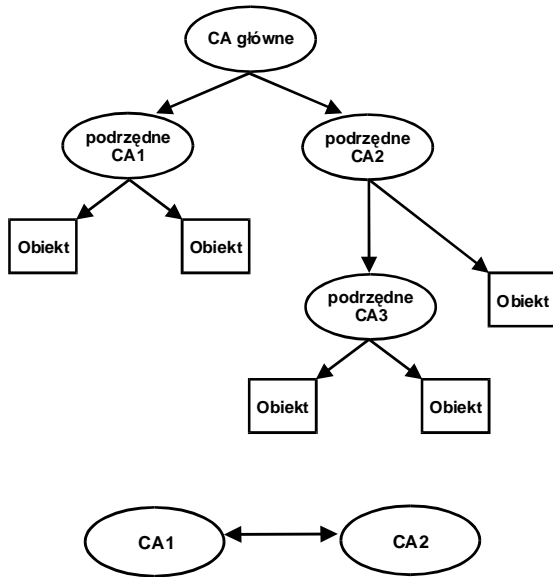 CA główne
podrzędne
CA1
podrzędne
CA2
Obiekt
Obiekt
podrzędne
CA3
Obiekt
Obiekt
Obiekt
CA1
CA2